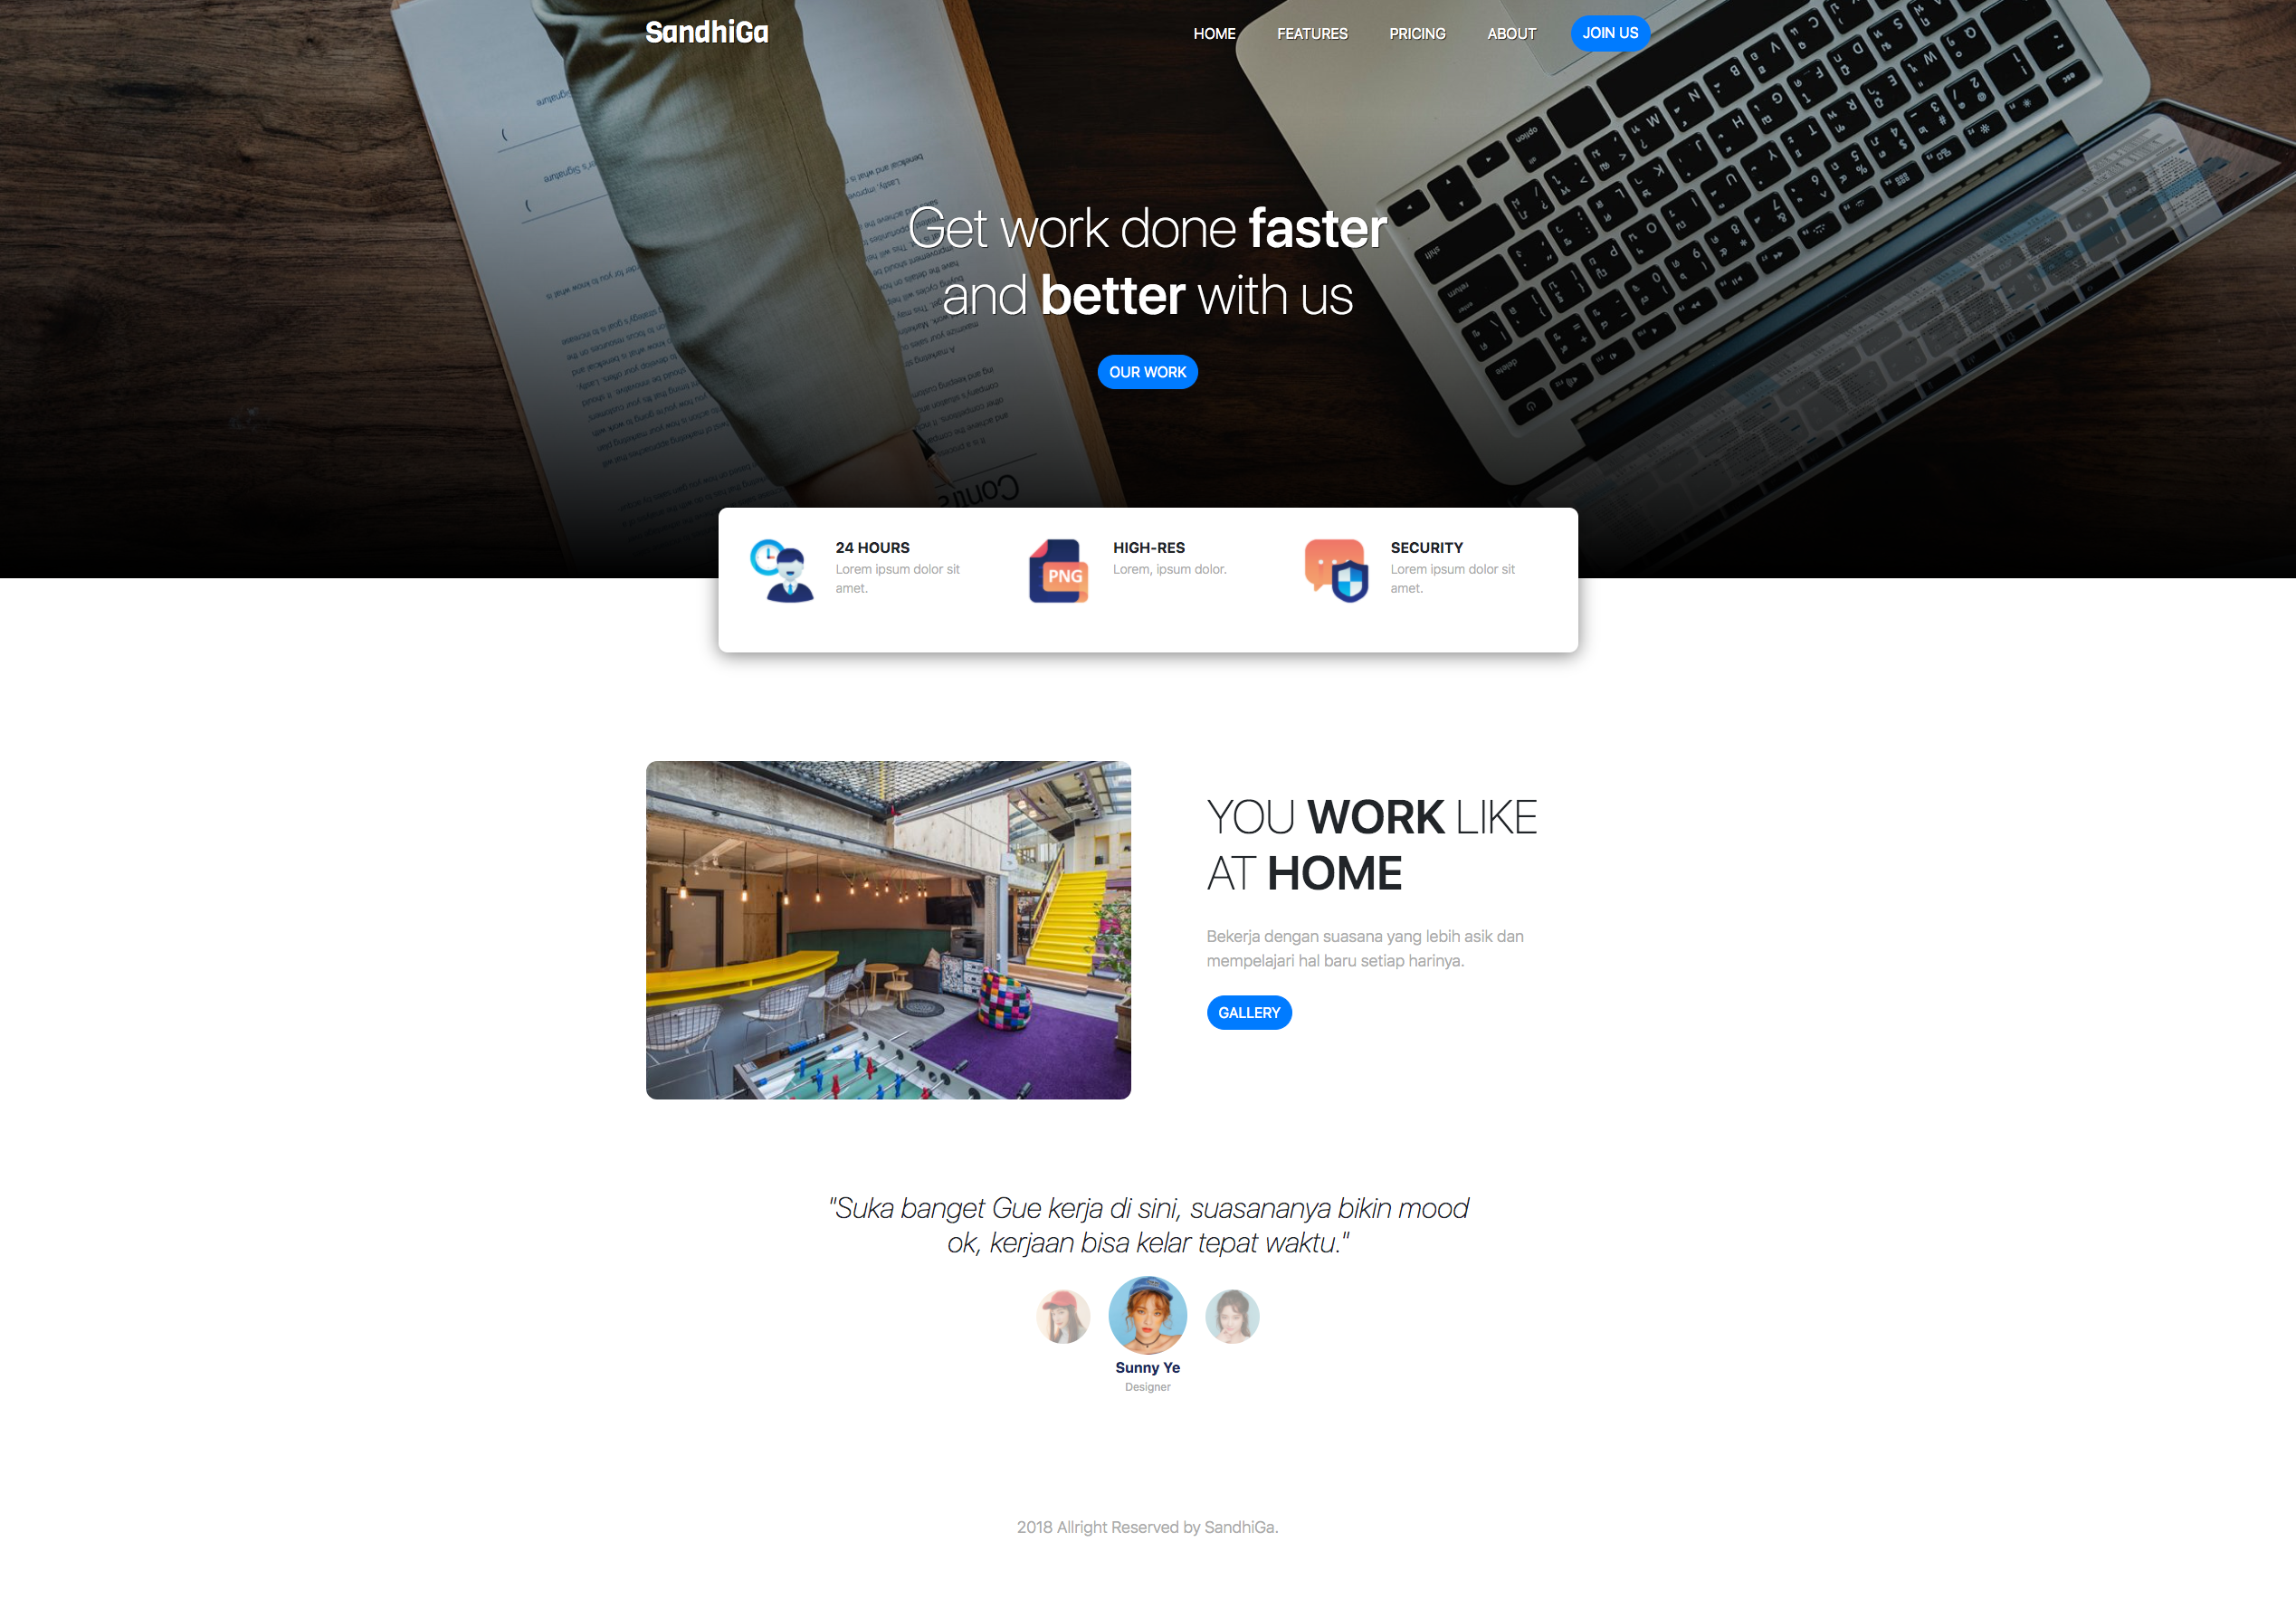 SandhiGa
HOME FEATURES PRICING ABOUT JOIN US
Get work done faster
and better with us
OUR WORK
24 HOURS
Lorem ipsum dolor sit
amet.
PNG
HIGH-RES
Lorem, ipsum dolor.
SECURITY
Lorem ipsum dolor sit
amet.
YOU WORK LIKE
AT HOME
Bekerja dengan suasana yang lebih asik dan
mempelajari hal baru setiap harinya.
GALLERY
"Suka banget Gue kerja di sini, suasananya bikin mood
ok, kerjaan bisa kelar tepat waktu."
Sunny Ye
Designer
2018 Allright Reserved by SandhiGa.